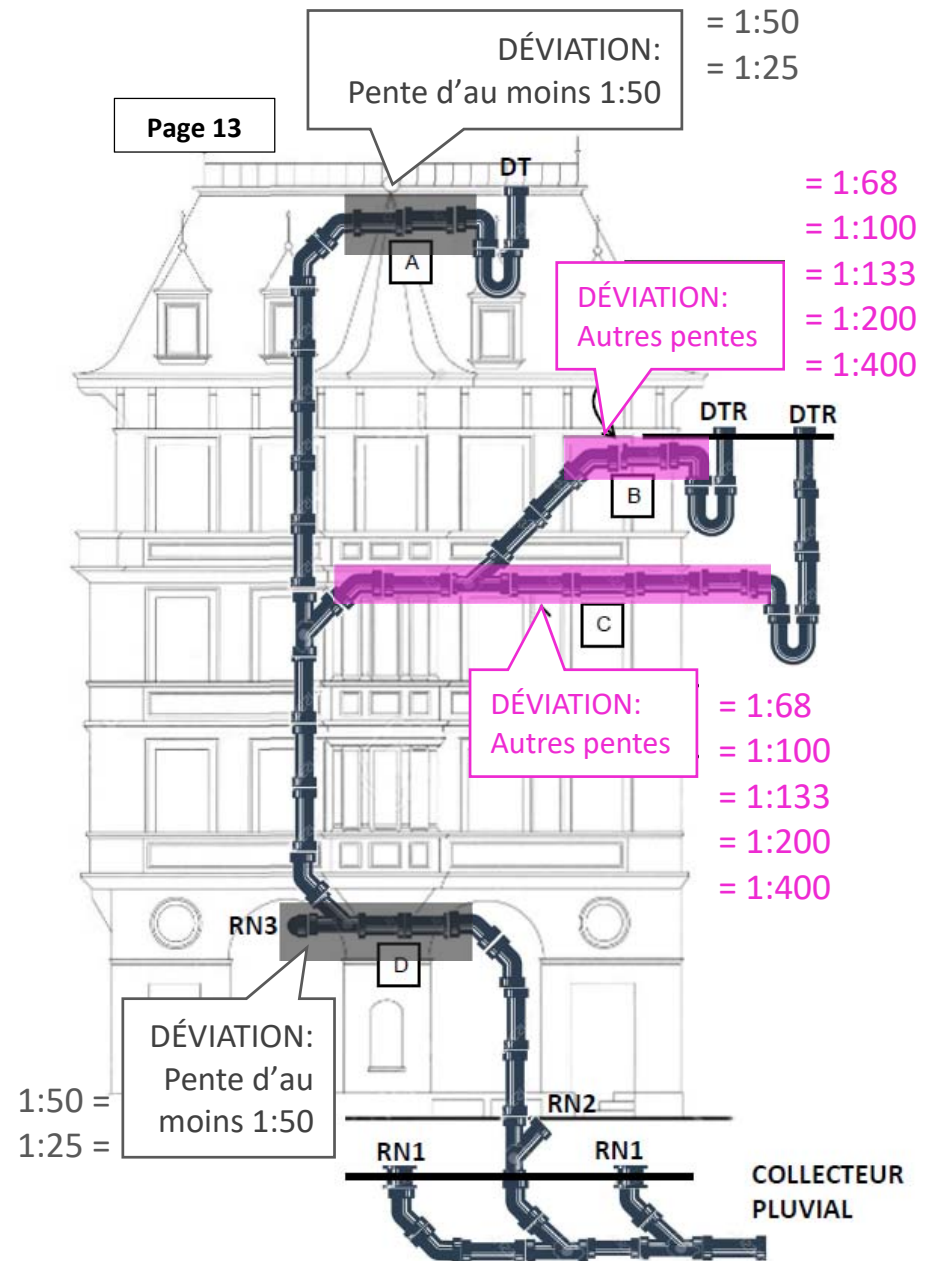 = 1:50
= 1:25
DÉVIATION:
Pente d'au moins 1:50
Page 13
DT
A
= 1:68
= 1:100
= 1:133
= 1:200
= 1:400
DÉVIATION:
Autres pentes
DTR
DTR
B
C
DÉVIATION:
Autres pentes
= 1:68
= 1:100
= 1:133
= 1:200
= 1:400
RN3
D
DÉVIATION:
Pente d'au
moins 1:50
1:50 =
1:25 =
RN2
RN1
RN1
COLLECTEUR
PLUVIAL